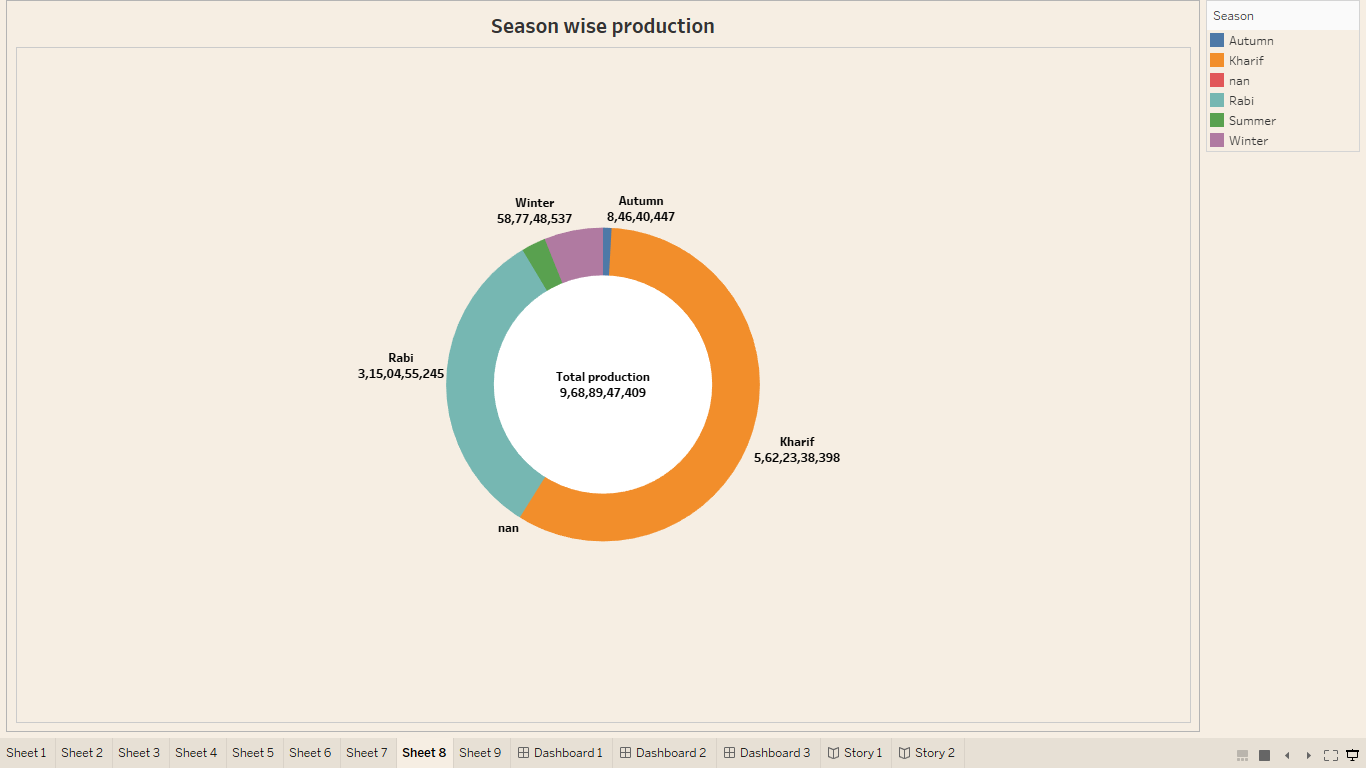 Season wise production
Season
Autumn
Kharif
nan
Rabi
Summer
Winter
Winter
58,77,48,537
Autumn
8,46,40,447
Rabi
3,15,04,55,245
Total production
9,68,89,47,409
Kharif
5,62,23,38,398
nan
Sheet 1 Sheet 2 Sheet 3 Sheet 4 Sheet 5 Sheet 6 Sheet 7 Sheet 8 Sheet 9 Dashboard 1 Dashboard 2 Dashboard 3 Story 1 Story 2